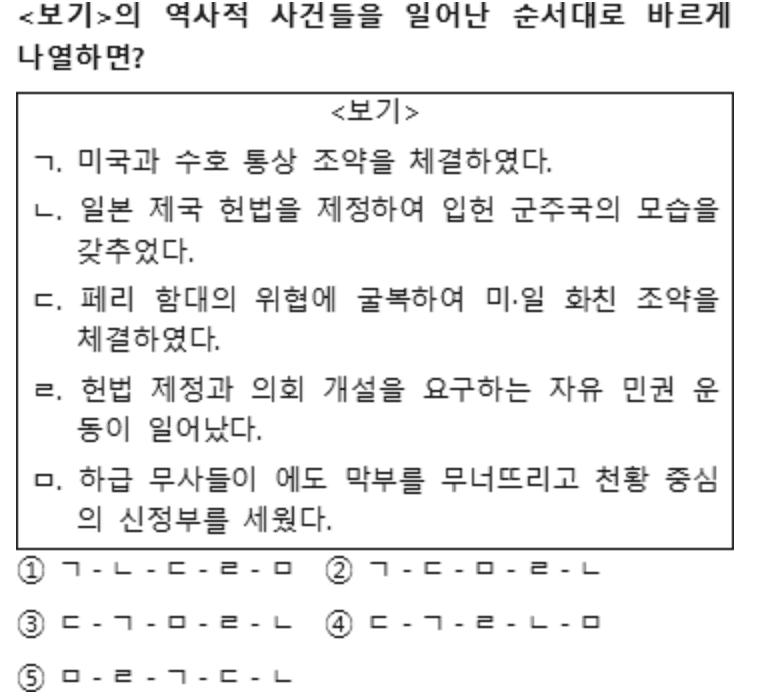 <보기>의 역사적 사건들을 일어난 순서대로 바르게
나열하면?
<보기>
ㄱ. 미국과 수호 통상 조약을 체결하였다.
ㄴ. 일본 제국 헌법을 제정하여 입헌 군주국의 모습을
갖추었다.
ㄷ. 페리 함대의 위협에 굴복하여 미·일 화친 조약을
체결하였다.
ㄹ. 헌법 제정과 의회 개설을 요구하는 자유 민권 운
동이 일어났다.
ㅁ. 하급 무사들이 에도 막부를 무너뜨리고 천황 중심
의 신정부를 세웠다.
① ㄱ - ㄴ - ㄷ - ㄹ - ㅁ ② ㄱ - ㄷ - ㅁ - ㄹ - ㄴ
③ ㄷ - ㄱ - ㅁ - ㄹ - ㄴ ④ ㄷ - ㄱ - ㄹ - ㄴ - ㅁ
⑤ ㅁ - ㄹ - ㄱ - ㄷ - ㄴ